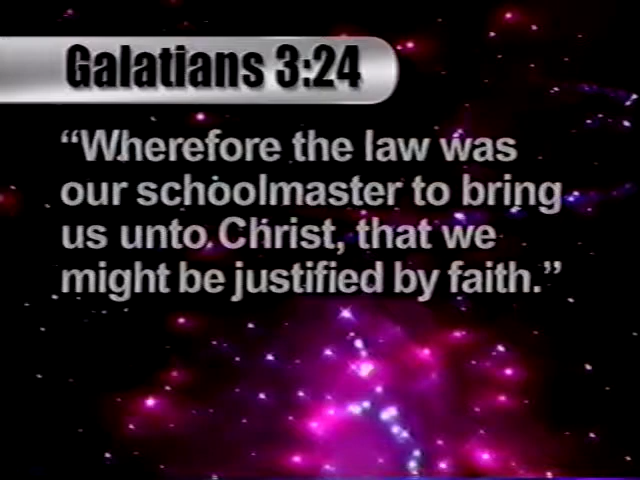 Galatians 3:24
“Wherefore the law was
our schoolmaster to bring
us unto Christ, that we
might be justified by faith.”